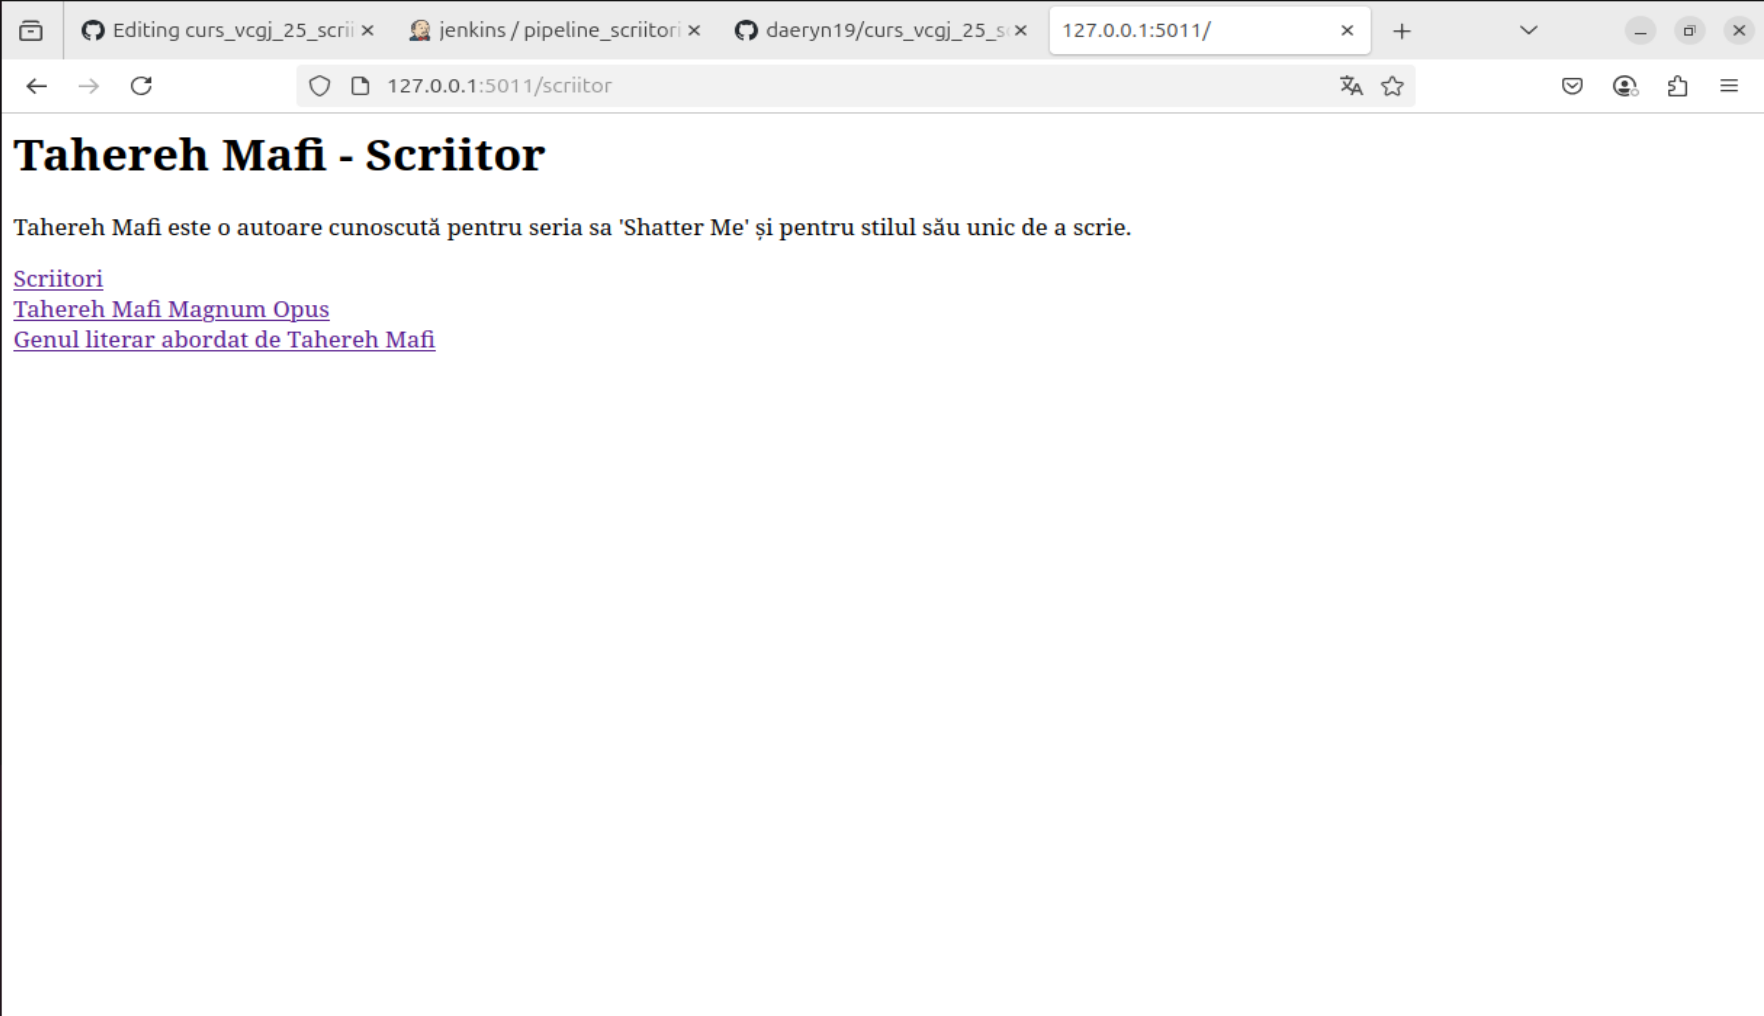 Editing curs_vcgj_25_scrii
jenkins / pipeline_scriitori
daeryn19/curs_vcgj_25_s
127.0.0.1:5011/
127.0.0.1:5011/scriitor
Tahereh Mafi - Scriitor
Tahereh Mafi este o autoare cunoscută pentru seria sa 'Shatter Me' și pentru stilul său unic de a scrie.
Scriitori
Tahereh Mafi Magnum Opus
Genul literar abordat de Tahereh Mafi